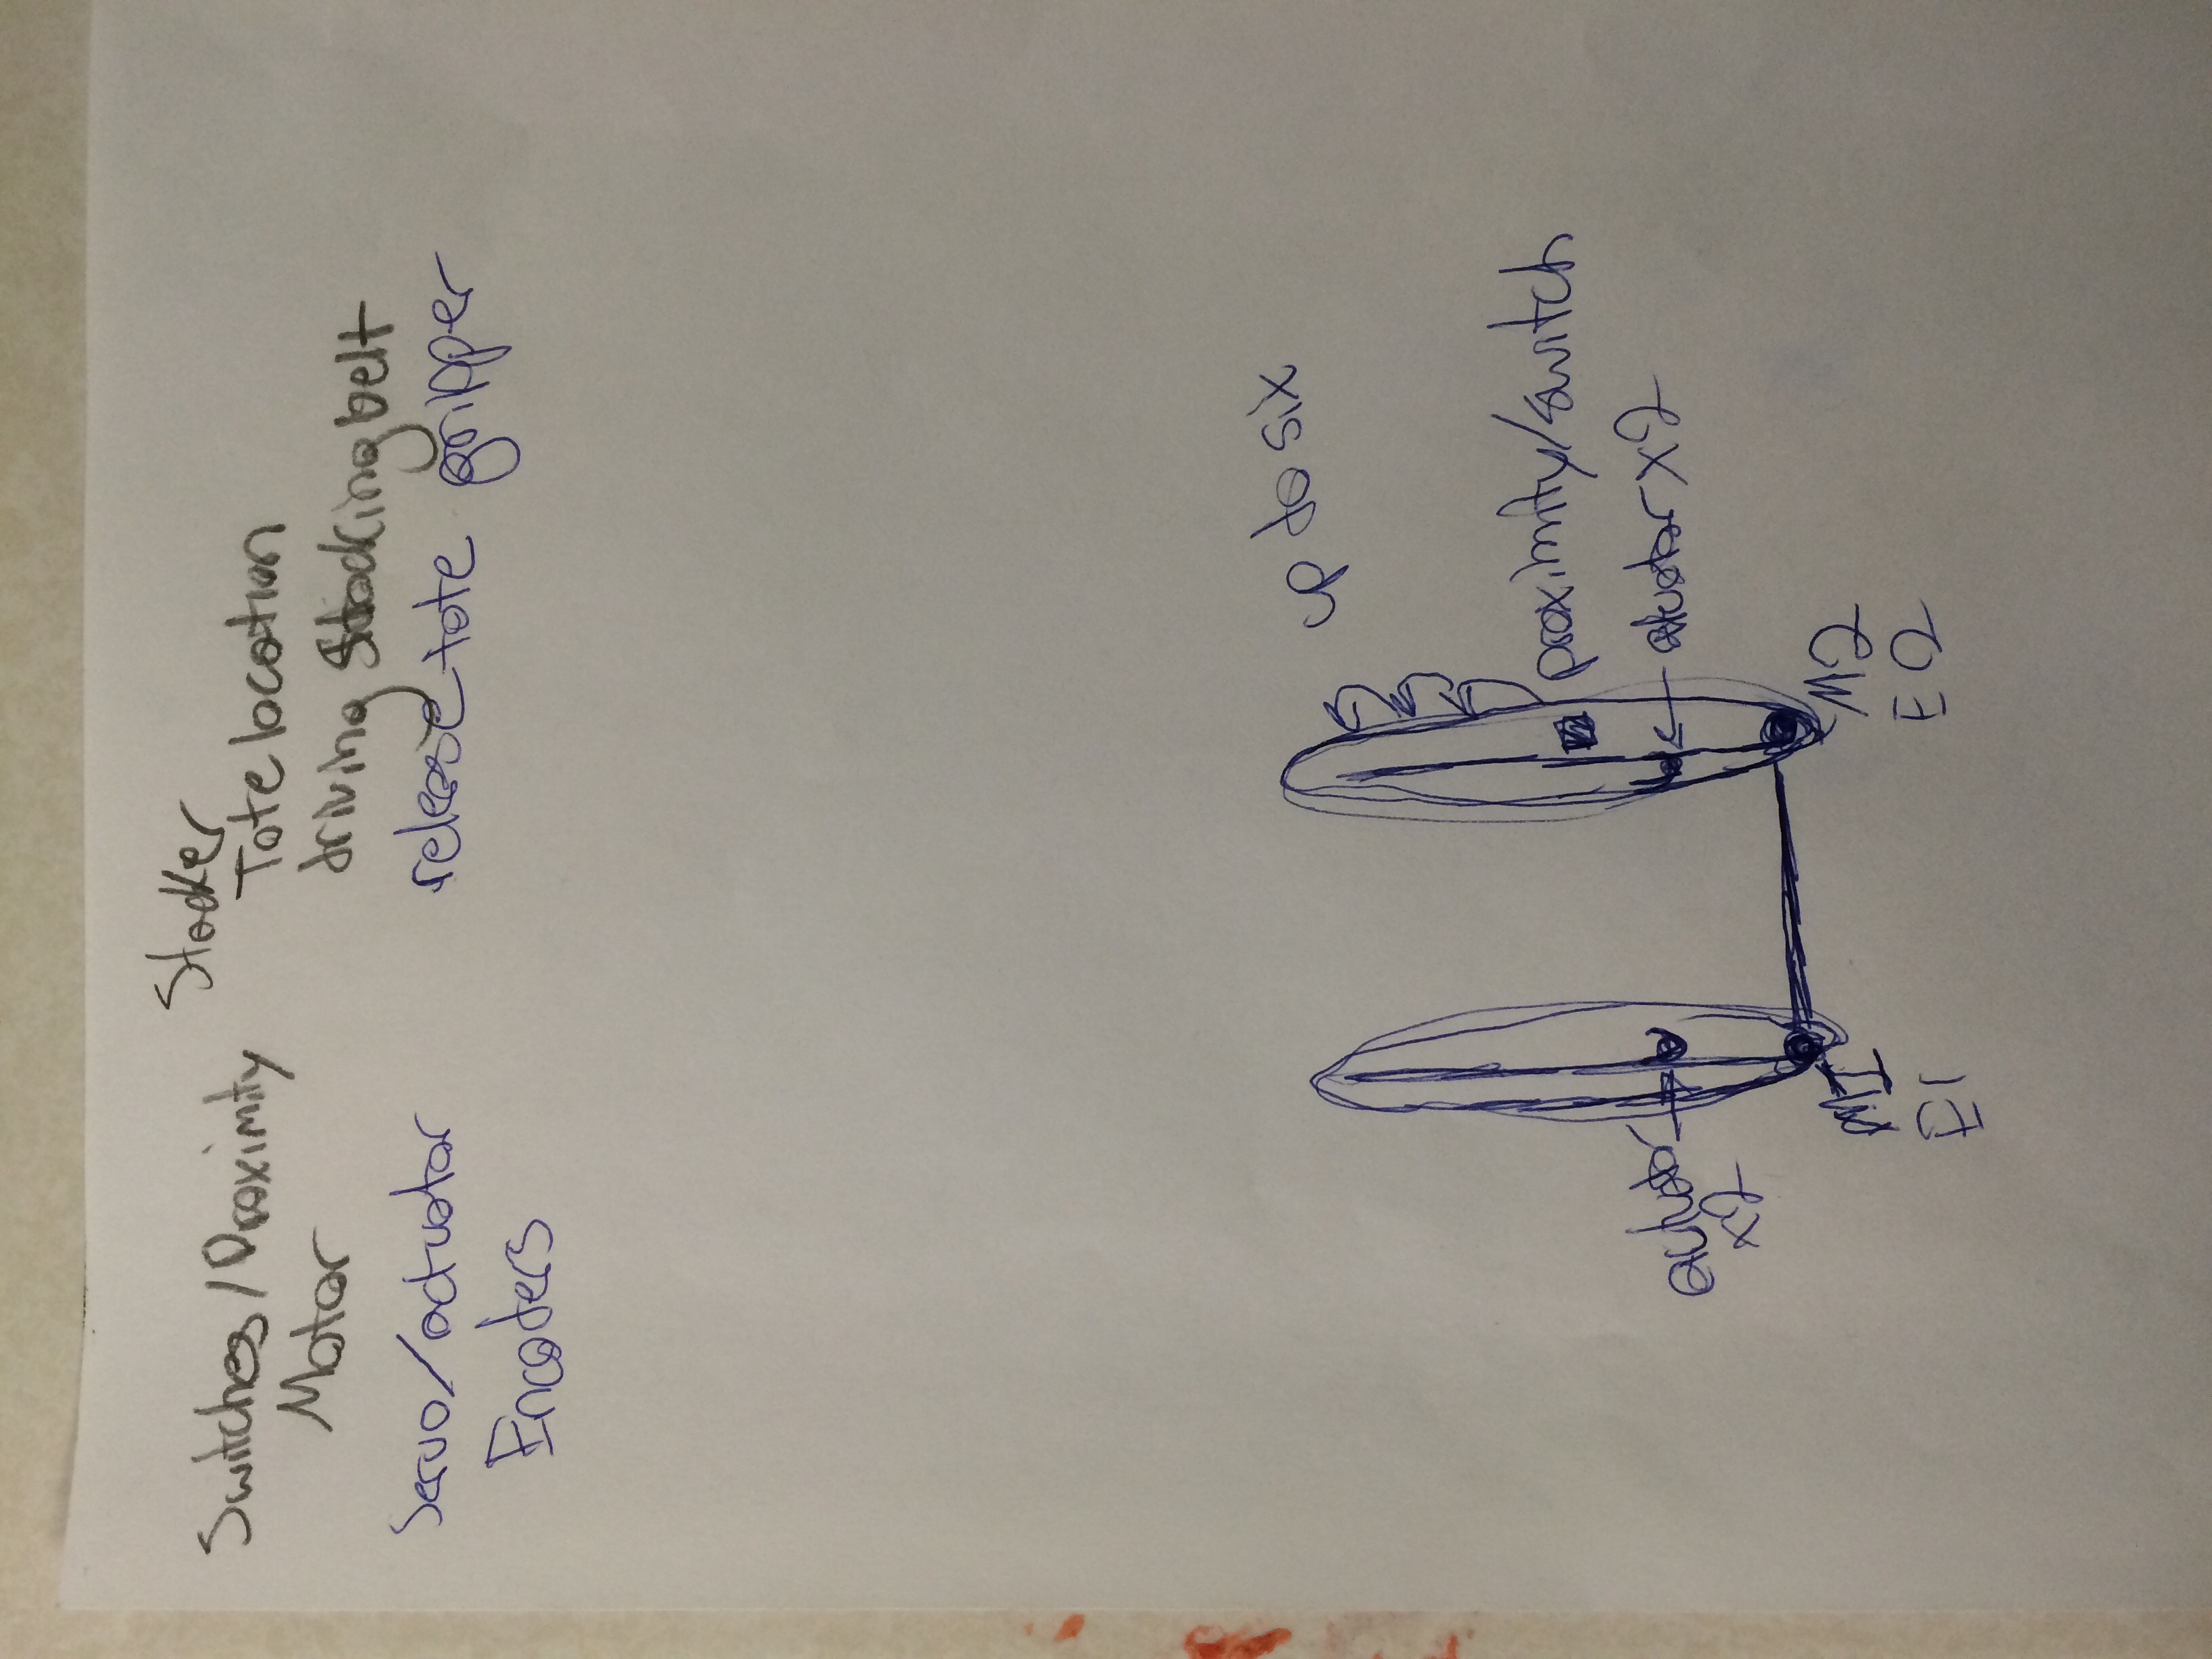 Stacker
Switches/Proximity Tote location
Motor driving stacking belt
Servo/actuator release tote gripper
Encoders
up to six
proximity/switch
actuator x2
actuator
x2
M1
E1
M2
E2